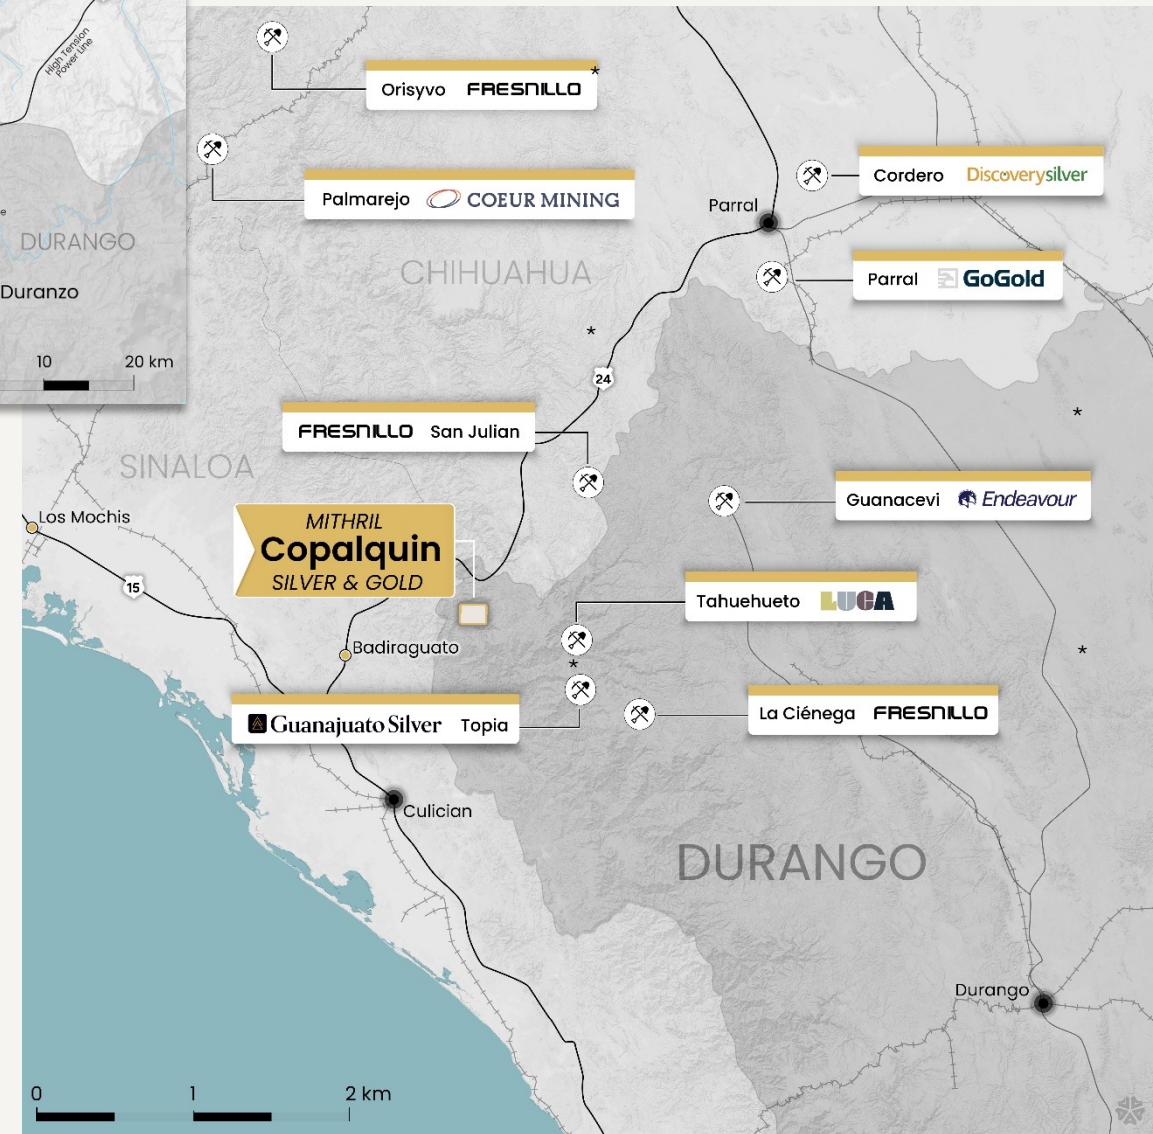 High Tension
Power Line
e
DURANGO
Duranzo
10 20 km
Orisyvo FRESNILLO *
Palmarejo COEUR MINING
Cordero Discoverysilver
Parral
Parral GoGold
CHIHUAHUA
*
24
*
FRESNILLO San Julian
SINALOA
Guanacevi Endeavour
Los Mochis
MITHRIL
Copalquin
SILVER & GOLD
15
Tahuehueto LUCA
Badiraguato
*
*
Guanajuato Silver Topia
La Ciénega FRESNILLO
Culician
DURANGO
Durango
0 1 2 km